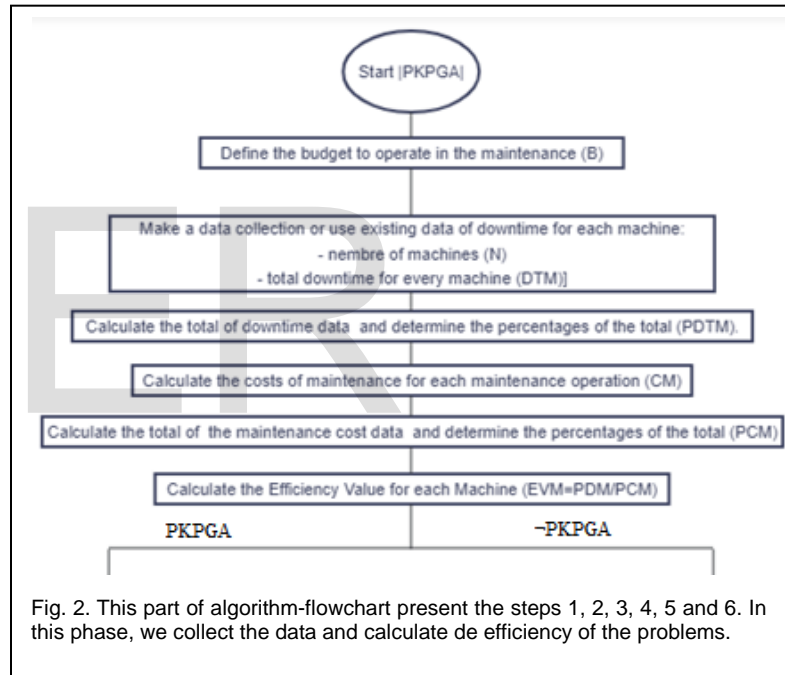 Start |PKPGA|
Define the budget to operate in the maintenance (B)
Make a data collection or use existing data of downtime for each machine:
- nembre of machines (N)
- total downtime for every machine (DTM)]
Calculate the total of downtime data and determine the percentages of the total (PDTM).
Calculate the costs of maintenance for each maintenance operation (CM)
Calculate the total of the maintenance cost data and determine the percentages of the total (PCM)
Calculate the Efficiency Value for each Machine (EVM=PDM/PCM)
PKPGA ¬PKPGA
ER
Fig. 2. This part of algorithm-flowchart present the steps 1, 2, 3, 4, 5 and 6. In
this phase, we collect the data and calculate de efficiency of the problems.